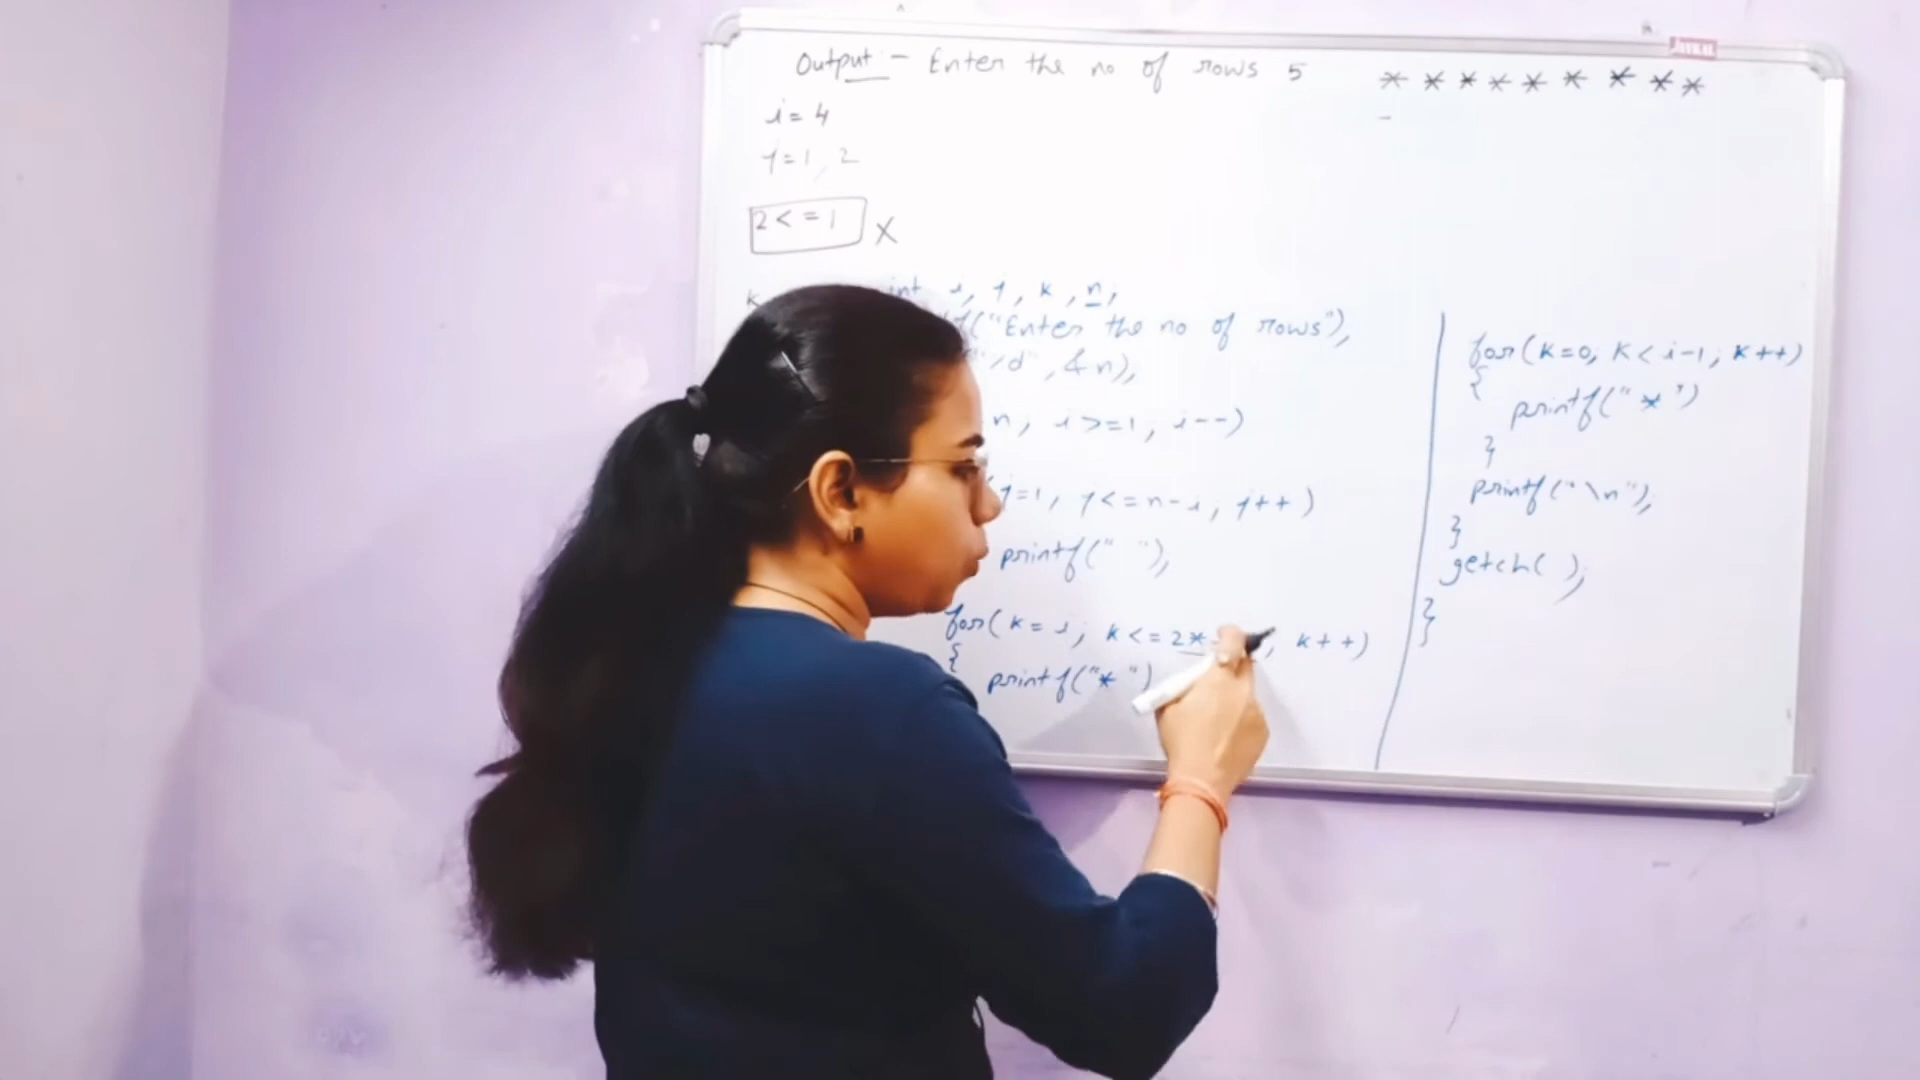 Output - Enter the no of rows 5 * * * * * * * * *
i = 4 -
j = 1, 2
2 < = 1 X
k int i, j, k, n;
f("Enter the no of rows");
"%d", &n);
n; i >= 1; i--)
j=1; j<=n-i; j++)
printf(" ");
for(k = i; k <= 2* ; k++)
{
printf("* ")
for(k=0; k < i-1; k++)
{
printf("* ")
}
printf("\n");
}
getch( );
}